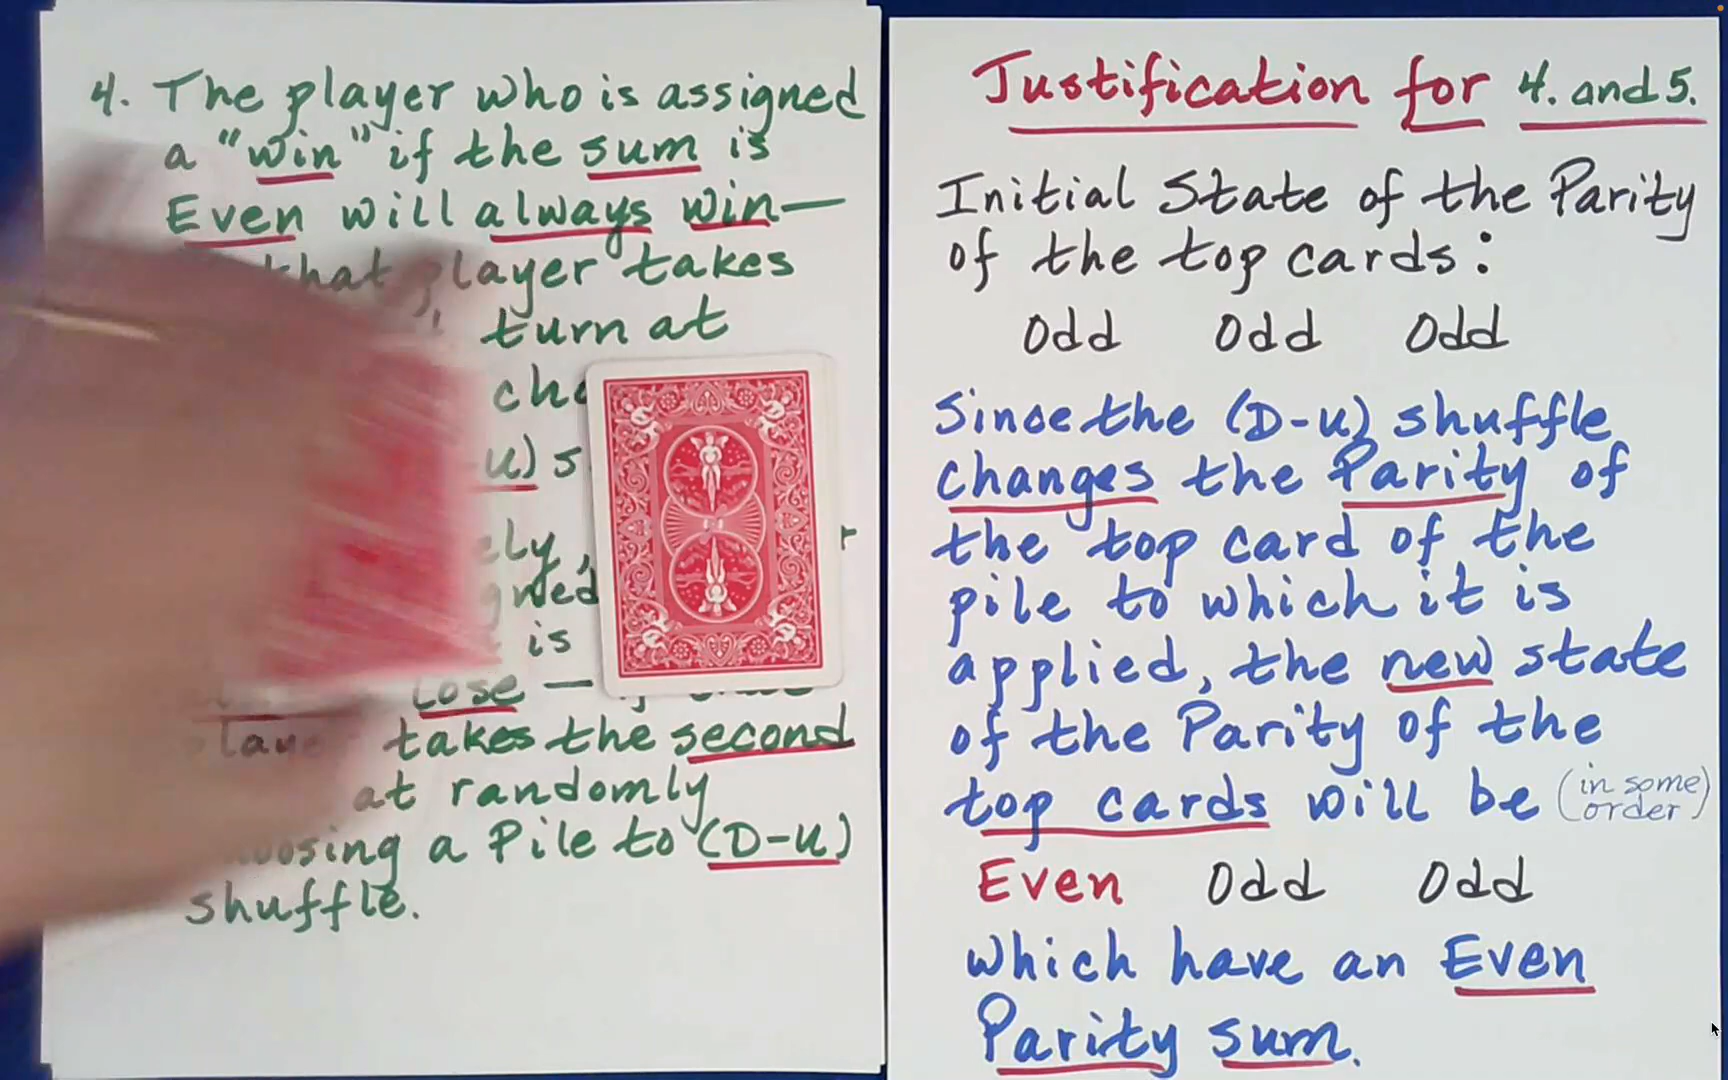 4. The player who is assigned
a "win" if the sum is
Even will always win—
that player takes
turn at
cho
-u) s
ely,
gned
is
Lose —
player takes the second
at randomly
oosing a Pile to (D-U)
shuffle.
Justification for 4. and 5.
Initial State of the Parity
of the top cards:
Odd Odd Odd
Since the (D-U) shuffle
changes the Parity of
the top card of the
pile to which it is
applied, the new state
of the Parity of the
top cards will be (in some order)
Even Odd Odd
which have an Even
Parity sum.